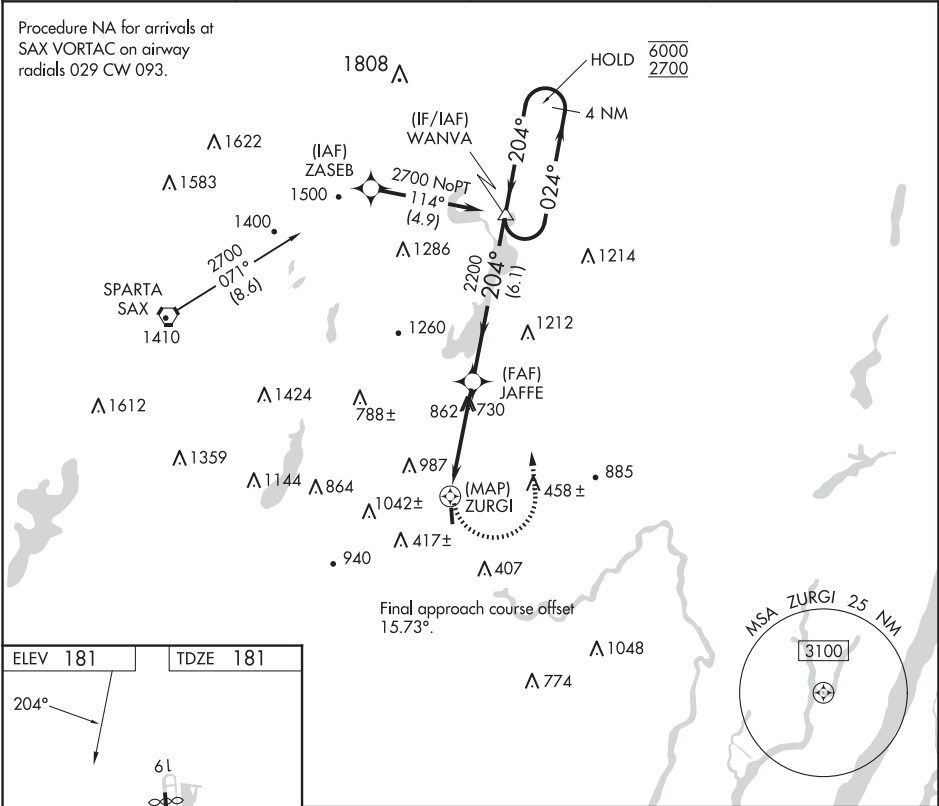 Procedure NA for arrivals at
SAX VORTAC on airway
radials 029 CW 093.
1808
HOLD
6000
2700
4 NM
(IF/IAF)
WANVA
204°
024°
1622
(IAF)
ZASEB
1583
1500
2700 NoPT
114°
(4.9)
1400
1286
1214
2700
071°
(8.6)
2200
204°
(6.1)
SPARTA
SAX
1410
1260
1212
(FAF)
JAFFE
1612
1424
788±
862
730
1359
987
885
1144
864
(MAP)
ZURGI
458±
1042±
417±
940
407
Final approach course offset
15.73°.
1048
774
MSA ZURGI 25 NM
3100
ELEV 181
TDZE 181
204°
19